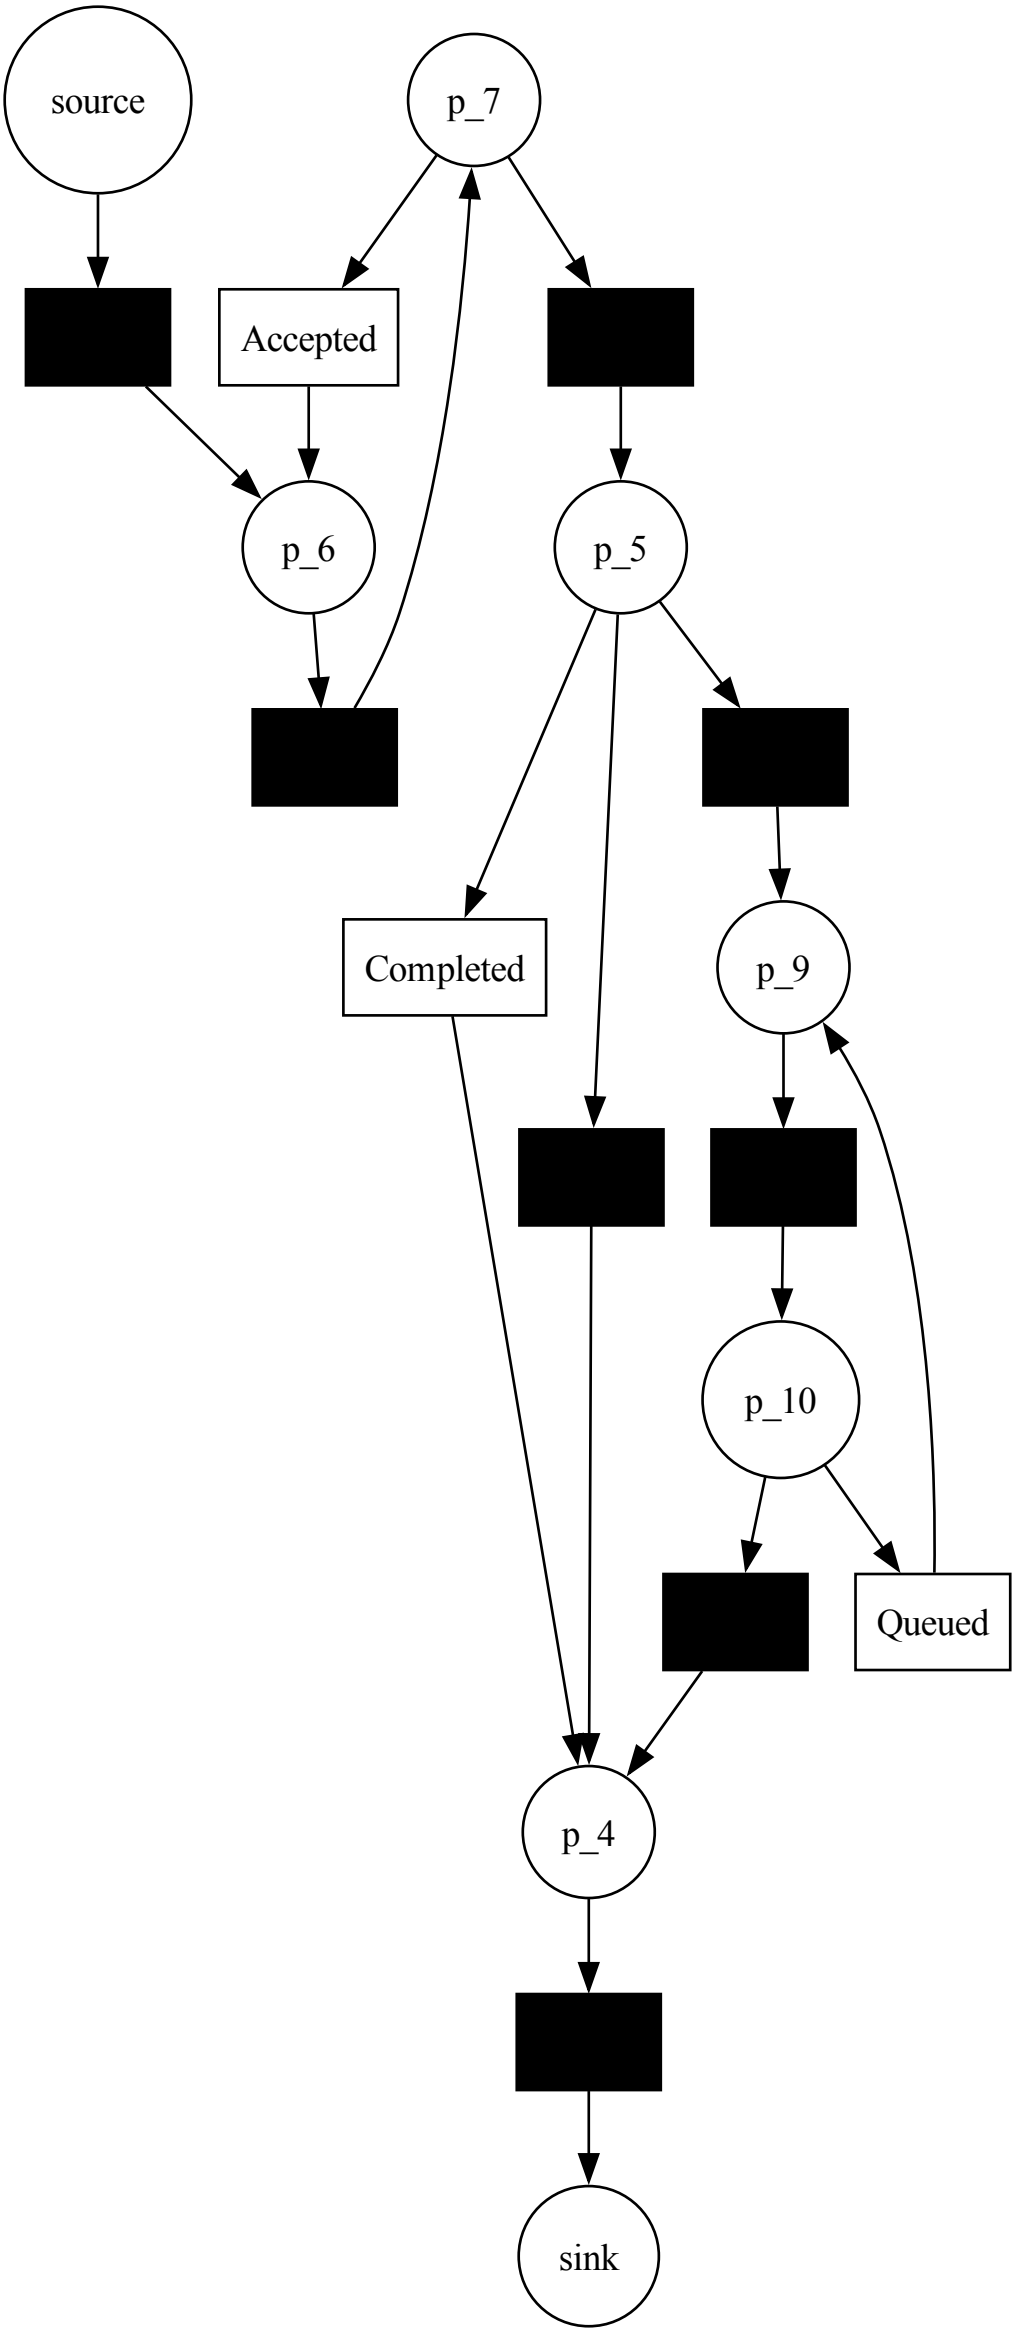 source
p_7
Accepted
p_6
p_5
Completed
p_9
p_10
Queued
p_4
sink